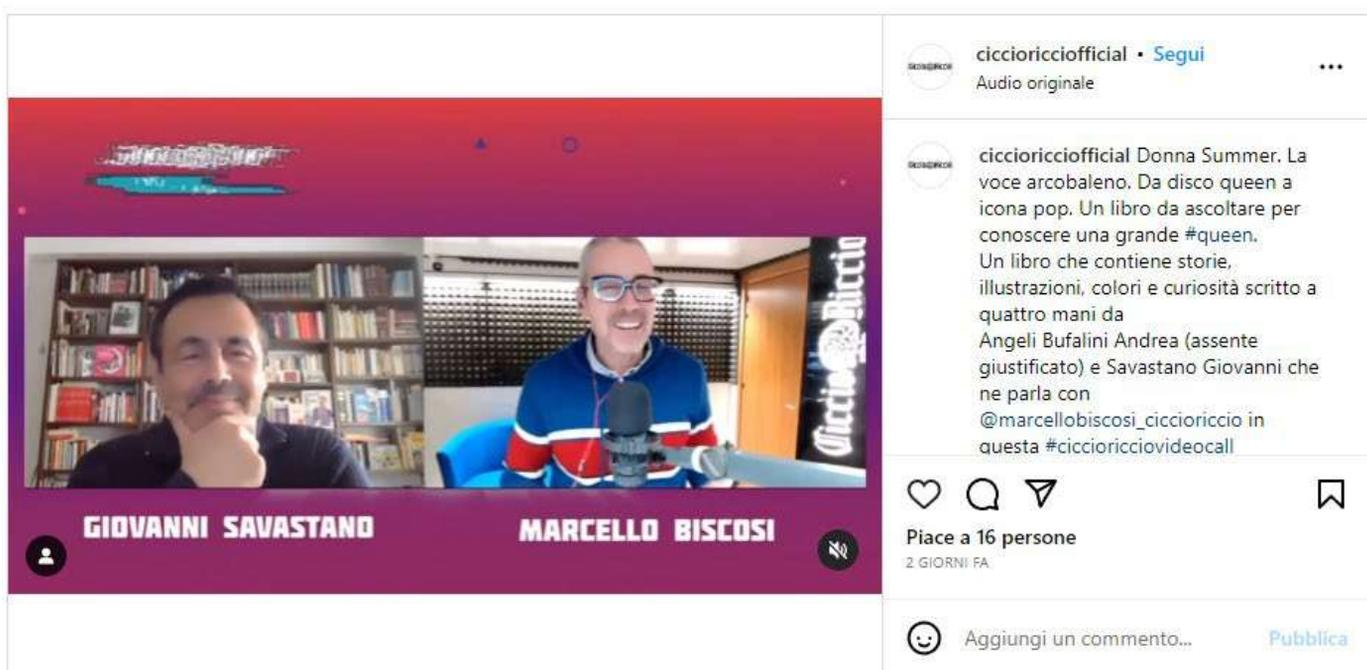 GIOVANNI SAVASTANO
MARCELLO BISCOSI
Ciccio Riccio
ciccioricciofficial • Segui
Audio originale
ciccioricciofficial Donna Summer. La
voce arcobaleno. Da disco queen a
icona pop. Un libro da ascoltare per
conoscere una grande #queen.
Un libro che contiene storie,
illustrazioni, colori e curiosità scritto a
quattro mani da
Angeli Bufalini Andrea (assente
giustificato) e Savastano Giovanni che
ne parla con
@marcellobiscosi_ciccioriccio in
questa #ciccioricciovideocall
Piace a 16 persone
2 GIORNI FA
Aggiungi un commento...
Pubblica